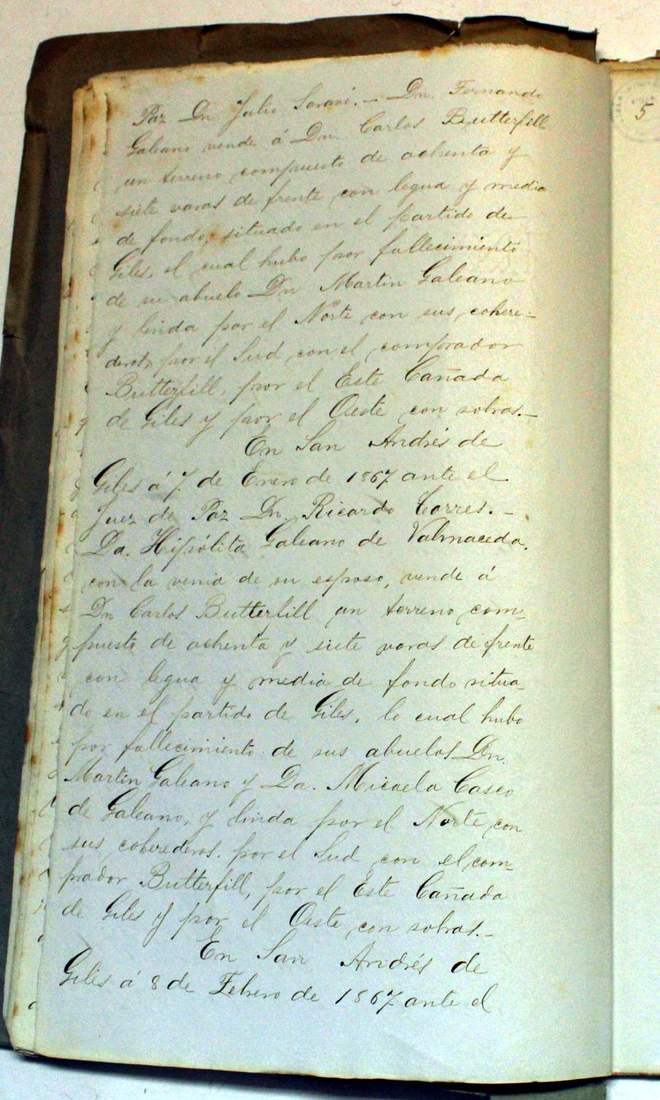 Paz Dn Julio Saraví.— Dn. Fernando
Galeano vende á Dn. Carlos Butterfill
un terreno compuesto de ochenta y
siete varas de frente con legua y media
de fondo, situado en el partido de
Giles, el cual hubo por fallecimiento
de su abuelo Dn Martin Galeano
y linda por el Norte con sus cohere-
deros, por el Sud con el comprador
Butterfill, por el Este Cañada
de Giles y por el Oeste con sobras.—
En San Andrés de
Giles á 7 de Enero de 1867 ante el
Juez de Paz Dn Ricardo Torres.—
Da. Hipólita Galeano de Valmaceda,
con la venia de su esposo, vende á
Dn Carlos Butterfill un terreno com-
puesto de ochenta y siete varas de frente
con legua y media de fondo situa-
do en el partido de Giles, lo cual hubo
por fallecimiento de sus abuelos Dn.
Martin Galeano y Da. Micaela Casco
de Galeano, y linda por el Norte con
sus coherederos, por el Sud con el com-
prador Butterfill, por el Este Cañada
de Giles y por el Oeste con sobras.—
En San Andrés de
Giles á 8 de Febrero de 1867 ante el
5